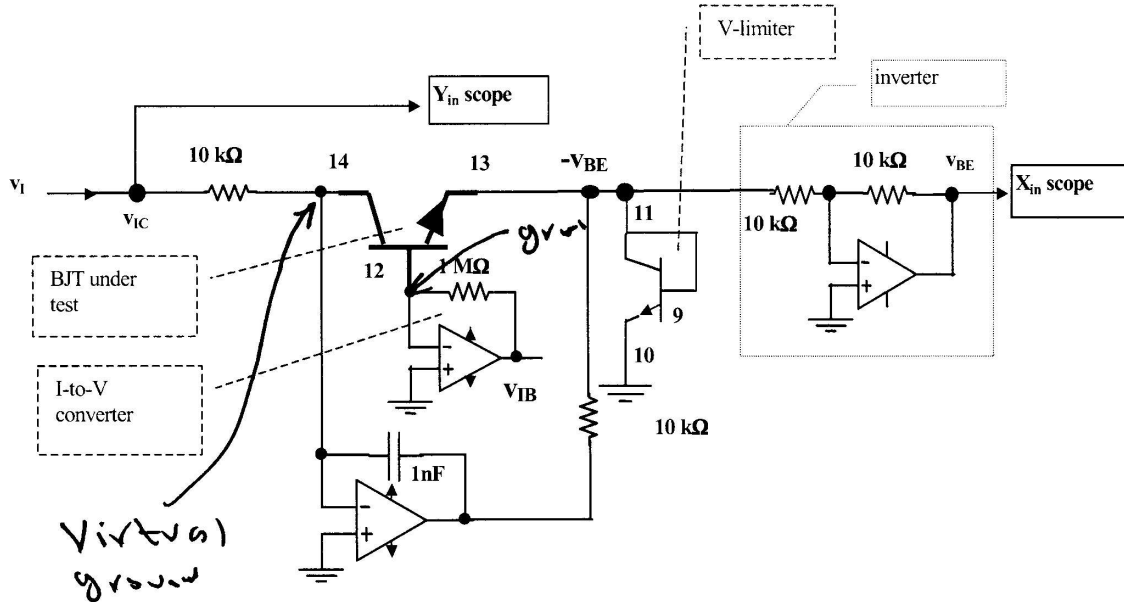 V-limiter
inverter
Y_in scope
10 kΩ
14
13
-v_BE
10 kΩ
v_BE
v_I
X_in scope
v_IC
11
10 kΩ
12
1 MΩ
BJT under
test
9
10
I-to-V
converter
v_IB
10 kΩ
1nF
Virtual
ground